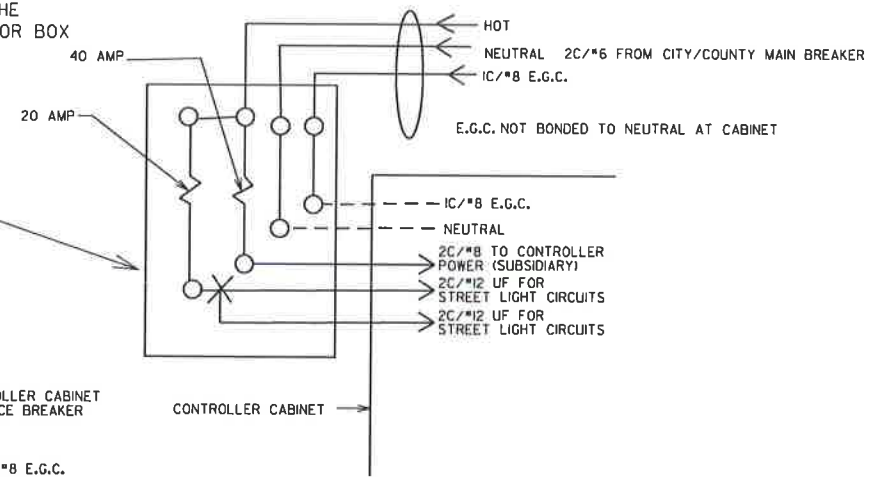 HE
OR BOX
HOT
40 AMP
NEUTRAL 2C/#6 FROM CITY/COUNTY MAIN BREAKER
1C/#8 E.G.C.
20 AMP
E.G.C. NOT BONDED TO NEUTRAL AT CABINET
1C/#8 E.G.C.
NEUTRAL
2C/#8 TO CONTROLLER
POWER (SUBSIDIARY)
2C/#12 UF FOR
STREET LIGHT CIRCUITS
2C/#12 UF FOR
STREET LIGHT CIRCUITS
OLLER CABINET
CE BREAKER
CONTROLLER CABINET
#8 E.G.C.